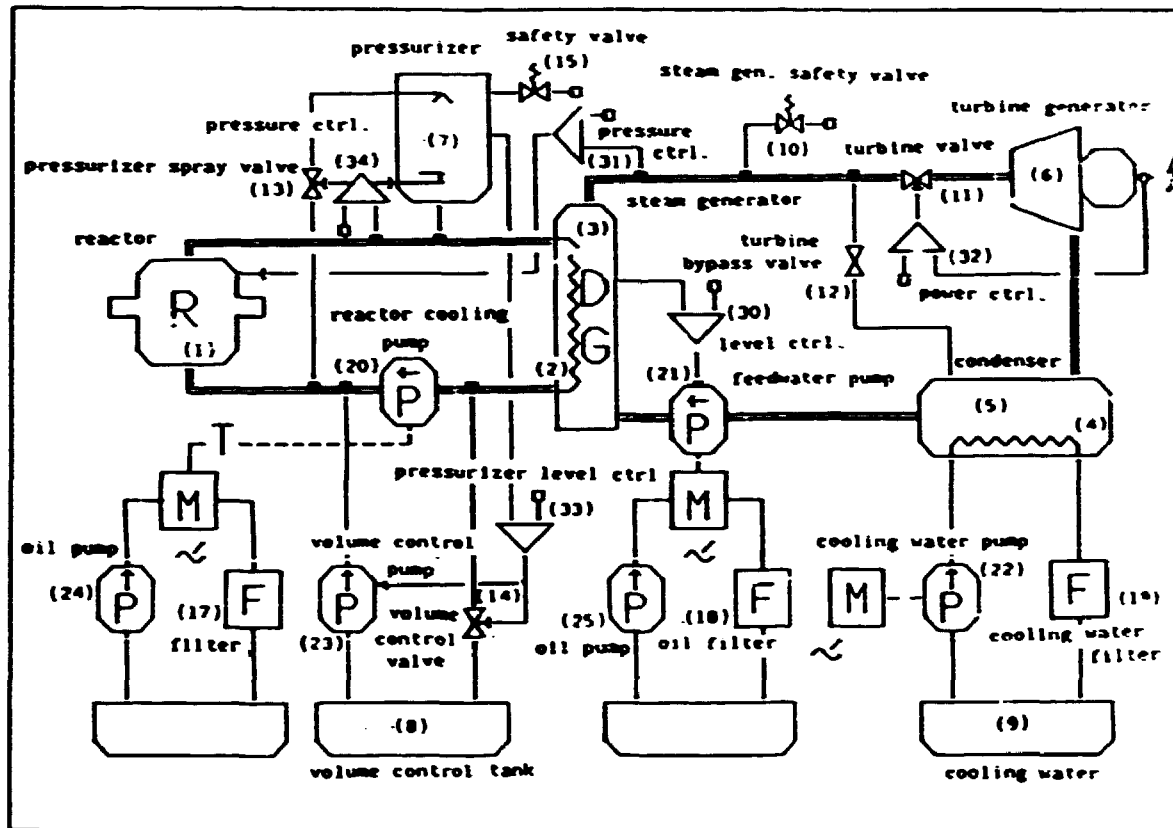 safety valve
pressurizer
(15)
steam gen. safety valve
turbine generator
pressure ctrl.
(7)
pressure
ctrl.
(31)
(10)
turbine valve
(6)
pressurizer spray valve
(34)
(13)
(11)
steam generator
(3)
reactor
turbine
bypass valve
(12)
(32)
power ctrl.
R
(1)
D
G
(30)
reactor cooling
pump
level ctrl.
condenser
(20)
(2)
(21)
feedwater pump
P
P
(5)
(4)
pressurizer level ctrl
M
(33)
M
oil pump
volume control
pump
cooling water pump
(22)
(24)
P
(17)
F
P
(14)
P
(18)
F
M
P
F
(19)
filter
(23)
volume
control
valve
(25)
oil pump
oil filter
cooling water
filter
(8)
(9)
volume control tank
cooling water